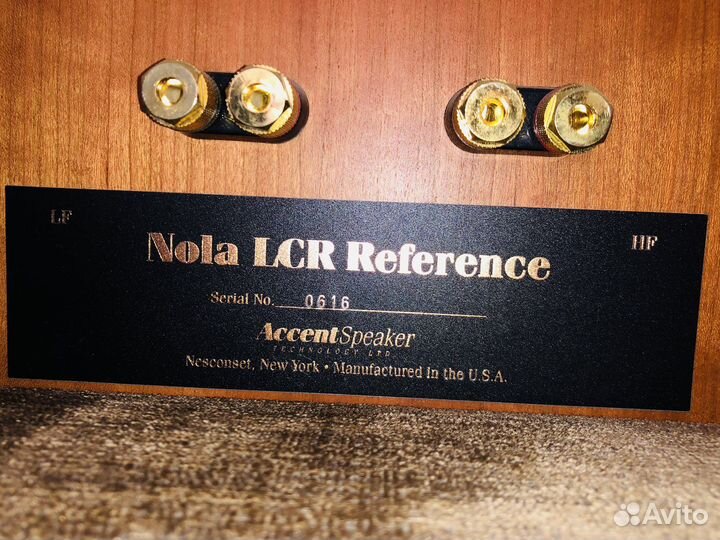 LF
HF
Nola LCR Reference
Serial No. 0616
AccentSpeaker
TECHNOLOGY LTD
Nesconset, New York • Manufactured in the U.S.A.
Avito